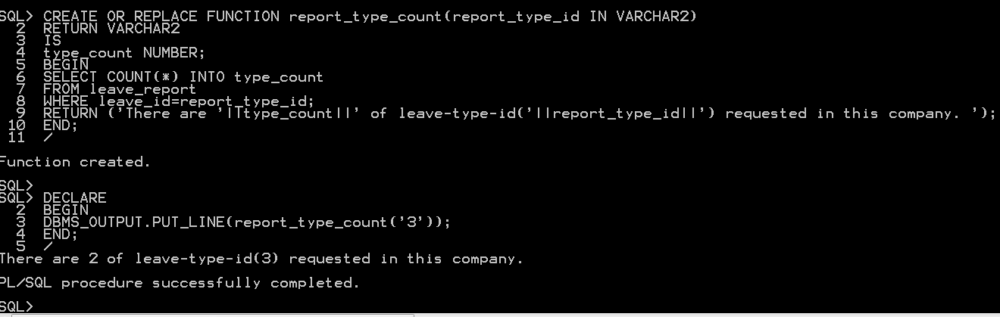 SQL> CREATE OR REPLACE FUNCTION report_type_count(report_type_id IN VARCHAR2)
2 RETURN VARCHAR2
3 IS
4 type_count NUMBER;
5 BEGIN
6 SELECT COUNT(*) INTO type_count
7 FROM leave_report
8 WHERE leave_id=report_type_id;
9 RETURN ('There are '||type_count||' of leave-type-id('||report_type_id||') requested in this company. ');
10 END;
11 /
Function created.
SQL>
SQL> DECLARE
2 BEGIN
3 DBMS_OUTPUT.PUT_LINE(report_type_count('3'));
4 END;
5 /
There are 2 of leave-type-id(3) requested in this company.
PL/SQL procedure successfully completed.
SQL>